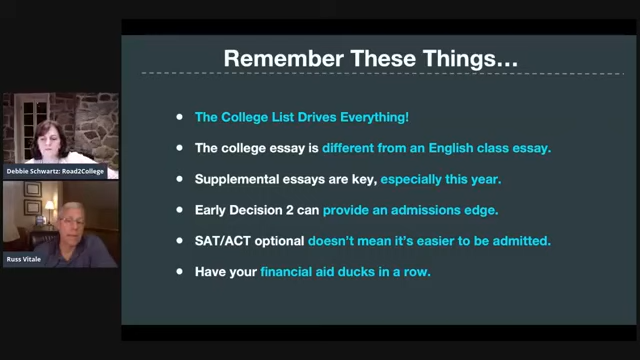 Remember These Things…
The College List Drives Everything!
The college essay is different from an English class essay.
Supplemental essays are key, especially this year.
Early Decision 2 can provide an admissions edge.
SAT/ACT optional doesn't mean it's easier to be admitted.
Have your financial aid ducks in a row.
Debbie Schwartz: Road2College
Russ Vitale